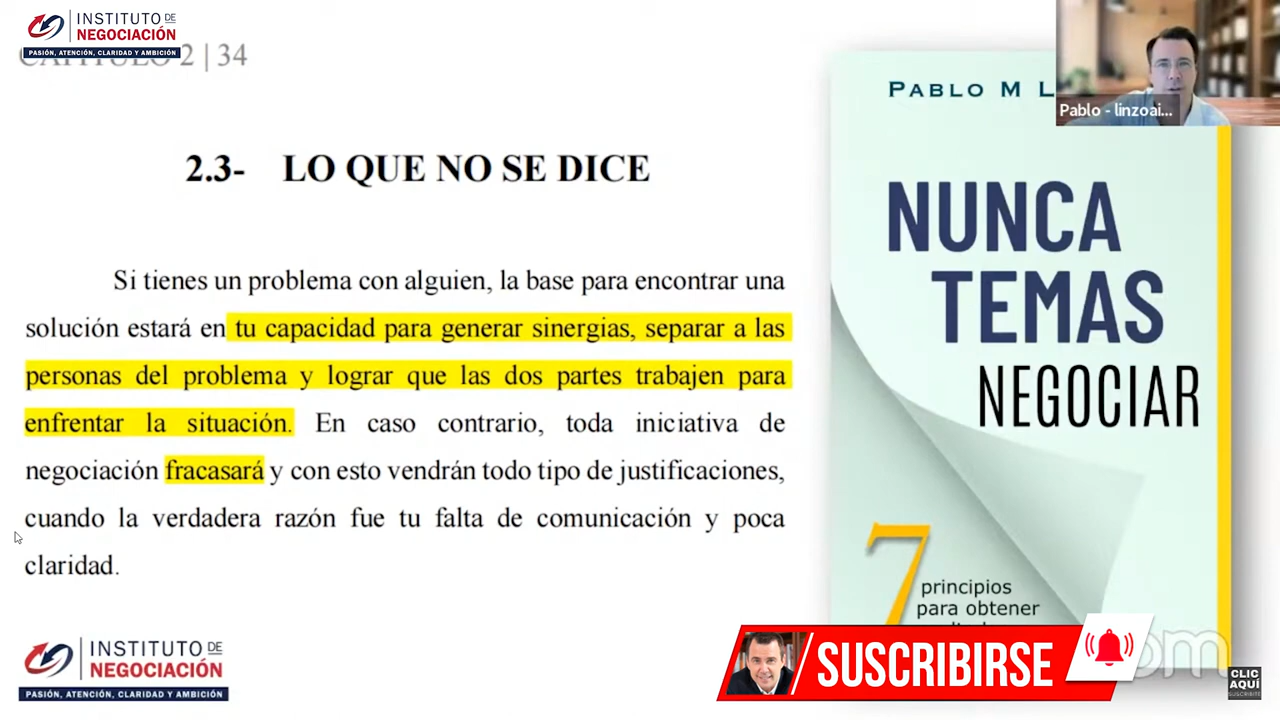 INSTITUTO DE
NEGOCIACIÓN
PASIÓN, ATENCIÓN, CLARIDAD Y AMBICIÓN
CAPÍTULO 2 | 34
2.3- LO QUE NO SE DICE
Si tienes un problema con alguien, la base para encontrar una
solución estará en tu capacidad para generar sinergias, separar a las
personas del problema y lograr que las dos partes trabajen para
enfrentar la situación. En caso contrario, toda iniciativa de
negociación fracasará y con esto vendrán todo tipo de justificaciones,
cuando la verdadera razón fue tu falta de comunicación y poca
claridad.
INSTITUTO DE
NEGOCIACIÓN
PASIÓN, ATENCIÓN, CLARIDAD Y AMBICIÓN
PABLO M
Pablo - linzoai...
NUNCA
TEMAS
NEGOCIAR
7
principios
para obtener
SUSCRIBIRSE
om
CLIC
AQUÍ
SUSCRIBITE